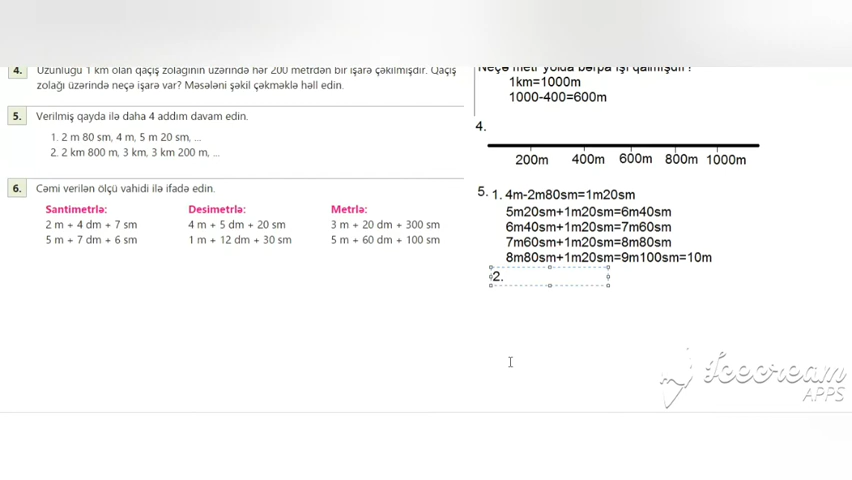 4. Uzunluğu 1 km olan qaçış zolağının üzərində hər 200 metrdən bir işarə çəkilmişdir. Qaçış
zolağı üzərində neçə işarə var? Məsələni şəkil çəkməklə həll edin.
5. Verilmiş qayda ilə daha 4 addım davam edin.
1. 2 m 80 sm, 4 m, 5 m 20 sm, ...
2. 2 km 800 m, 3 km, 3 km 200 m, ...
6. Cəmi verilən ölçü vahidi ilə ifadə edin.
Santimetrlə:
2 m + 4 dm + 7 sm
5 m + 7 dm + 6 sm
Desimetrlə:
4 m + 5 dm + 20 sm
1 m + 12 dm + 30 sm
Metrlə:
3 m + 20 dm + 300 sm
5 m + 60 dm + 100 sm
Neçə metr yolda bərpa işi qalmışdır?
1km=1000m
1000-400=600m
4.
200m 400m 600m 800m 1000m
5. 1. 4m-2m80sm=1m20sm
5m20sm+1m20sm=6m40sm
6m40sm+1m20sm=7m60sm
7m60sm+1m20sm=8m80sm
8m80sm+1m20sm=9m100sm=10m
2.
Icecream
APPS